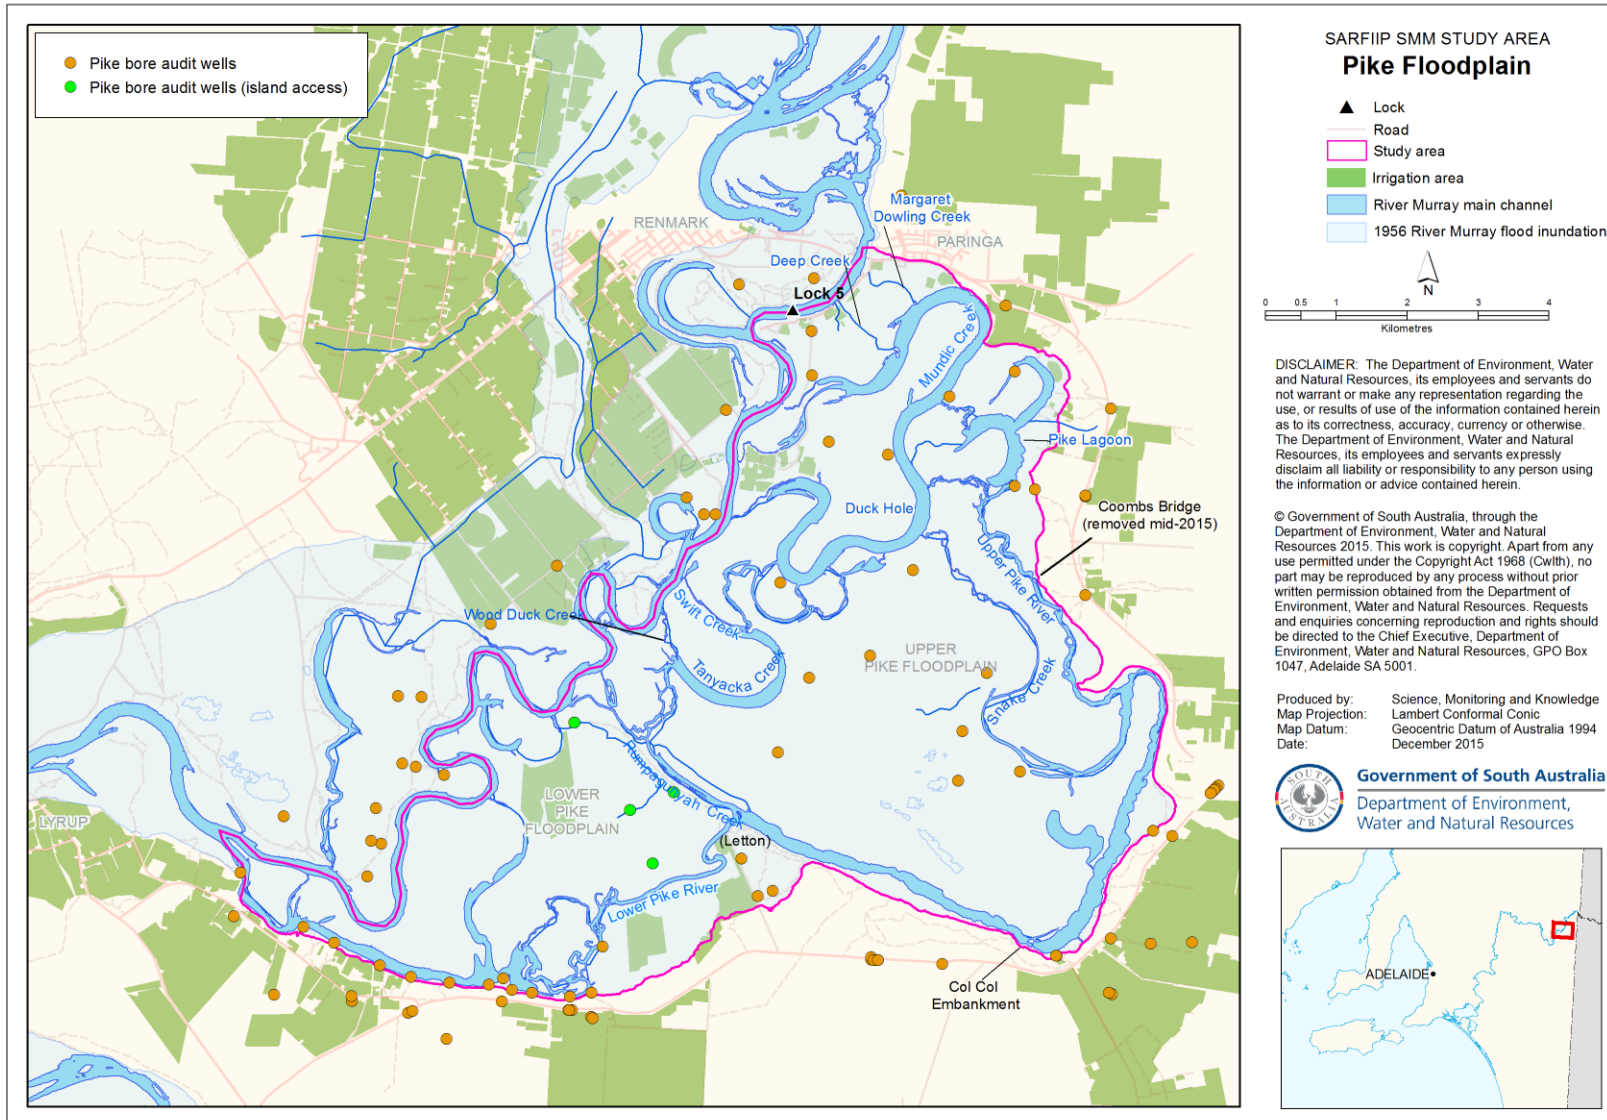 Pike bore audit wells
Pike bore audit wells (island access)
SARFIIP SMM STUDY AREA
Pike Floodplain
Lock
Road
Study area
Irrigation area
River Murray main channel
1956 River Murray flood inundation
N
0 0.5 1 2 3 4
Kilometres
DISCLAIMER: The Department of Environment, Water
and Natural Resources, its employees and servants do
not warrant or make any representation regarding the
use, or results of use of the information contained herein
as to its correctness, accuracy, currency or otherwise.
The Department of Environment, Water and Natural
Resources, its employees and servants expressly
disclaim all liability or responsibility to any person using
the information or advice contained herein.
© Government of South Australia, through the
Department of Environment, Water and Natural
Resources 2015. This work is copyright. Apart from any
use permitted under the Copyright Act 1968 (Cwlth), no
part may be reproduced by any process without prior
written permission obtained from the Department of
Environment, Water and Natural Resources. Requests
and enquiries concerning reproduction and rights should
be directed to the Chief Executive, Department of
Environment, Water and Natural Resources, GPO Box
1047, Adelaide SA 5001.
Produced by: Science, Monitoring and Knowledge
Map Projection: Lambert Conformal Conic
Map Datum: Geocentric Datum of Australia 1994
Date: December 2015
SOUTH AUSTRALIA
Government of South Australia
Department of Environment,
Water and Natural Resources
ADELAIDE
RENMARK
Margaret
Dowling Creek
PARINGA
Deep Creek
Lock 5
Mundic Creek
Pike Lagoon
Duck Hole
Coombs Bridge
(removed mid-2015)
Upper Pike River
Wood Duck Creek
Swift Creek
Tanyacka Creek
UPPER
PIKE FLOODPLAIN
Snake Creek
Rumpagunyah Creek
LOWER
PIKE
FLOODPLAIN
LYRUP
(Letton)
Lower Pike River
Col Col
Embankment